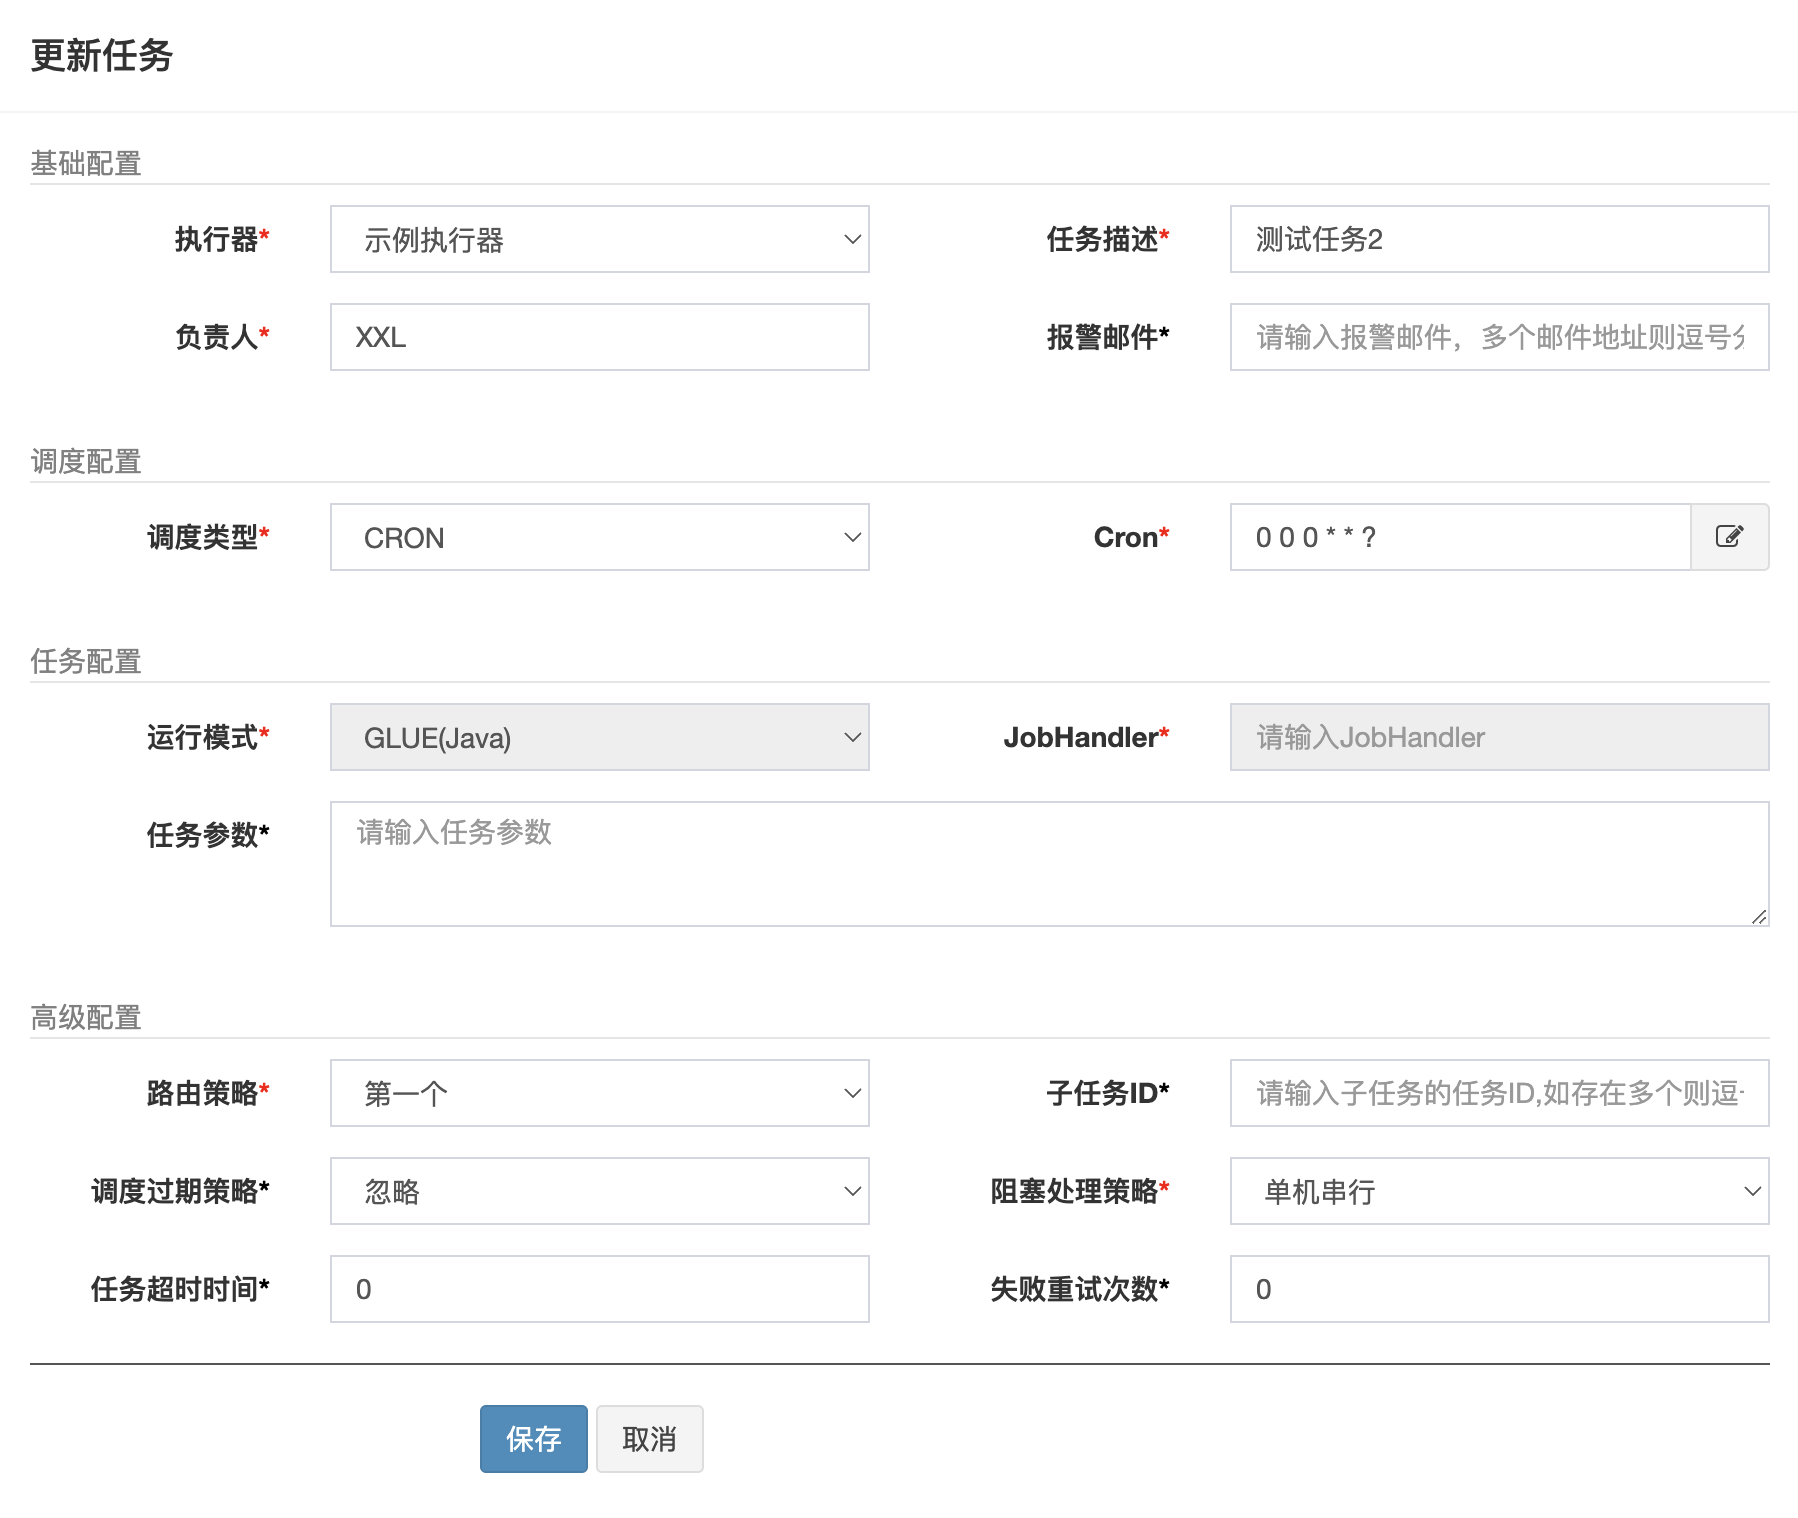 更新任务
基础配置
执行器* 示例执行器 任务描述* 测试任务2
负责人* XXL 报警邮件* 请输入报警邮件，多个邮件地址则逗号
调度配置
调度类型* CRON Cron* 0 0 0 * * ?
任务配置
运行模式* GLUE(Java) JobHandler* 请输入JobHandler
任务参数* 请输入任务参数
高级配置
路由策略* 第一个 子任务ID* 请输入子任务的任务ID,如存在多个则逗
调度过期策略* 忽略 阻塞处理策略* 单机串行
任务超时时间* 0 失败重试次数* 0
保存 取消